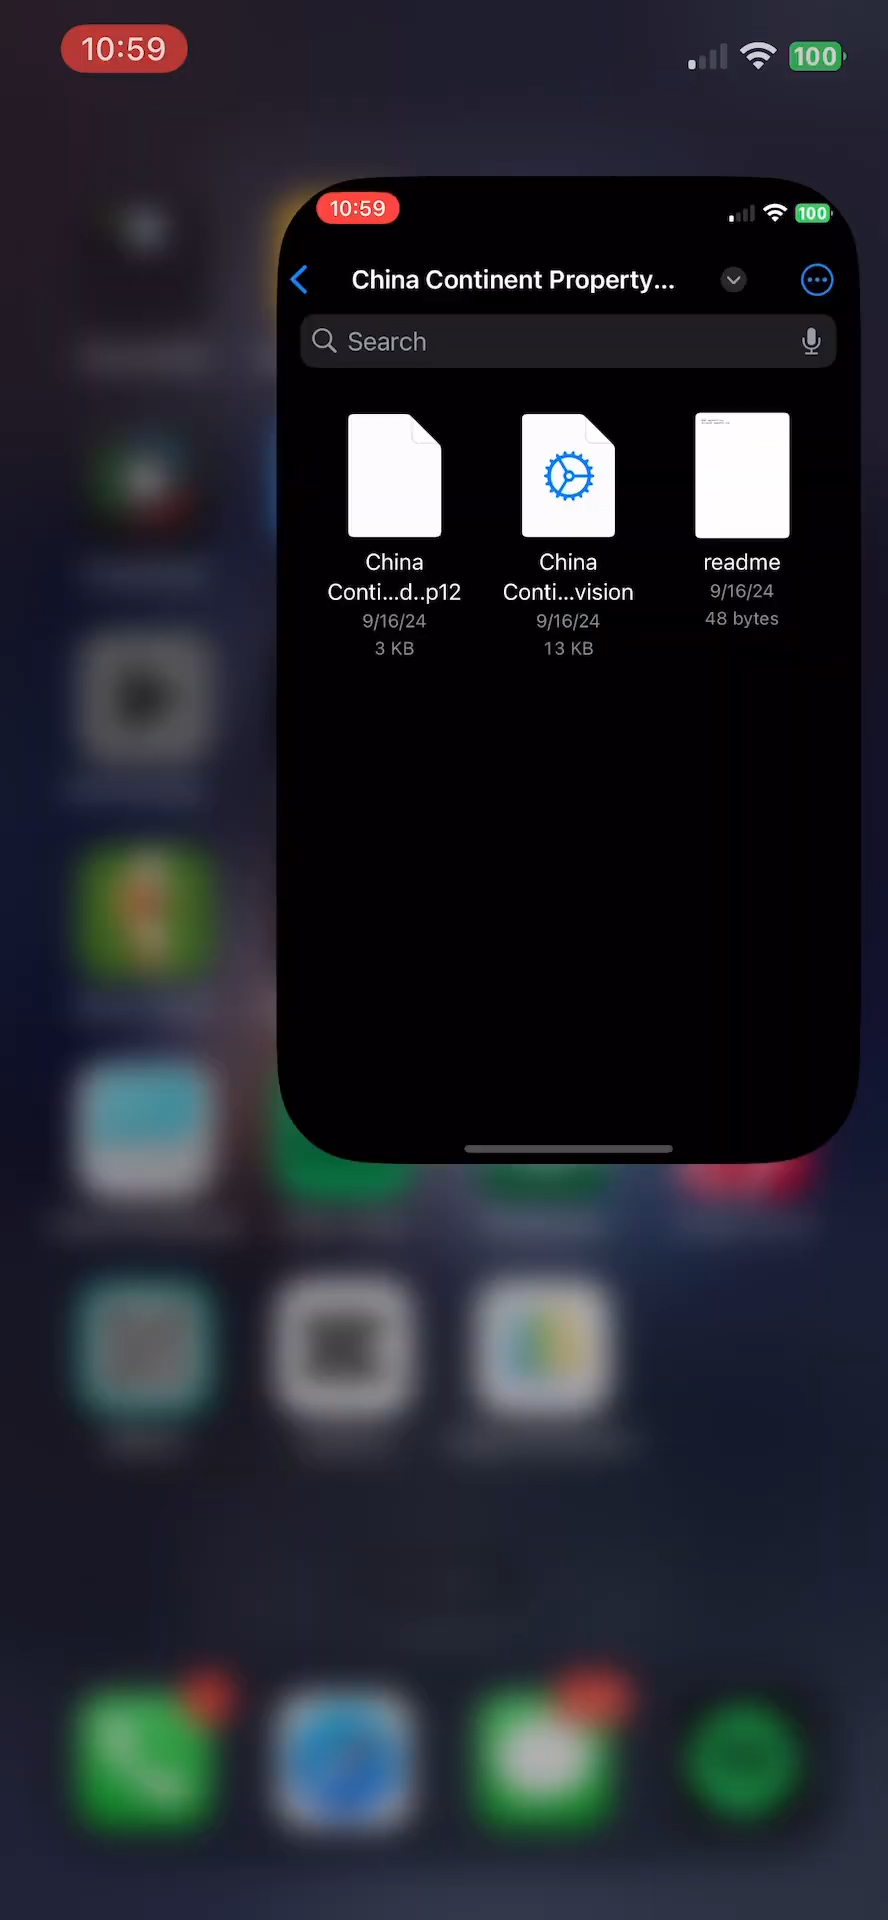 10:59
100
10:59
100
China Continent Property...
Search
China
Conti...d..p12
9/16/24
3 KB
China
Conti...vision
9/16/24
13 KB
readme
9/16/24
48 bytes